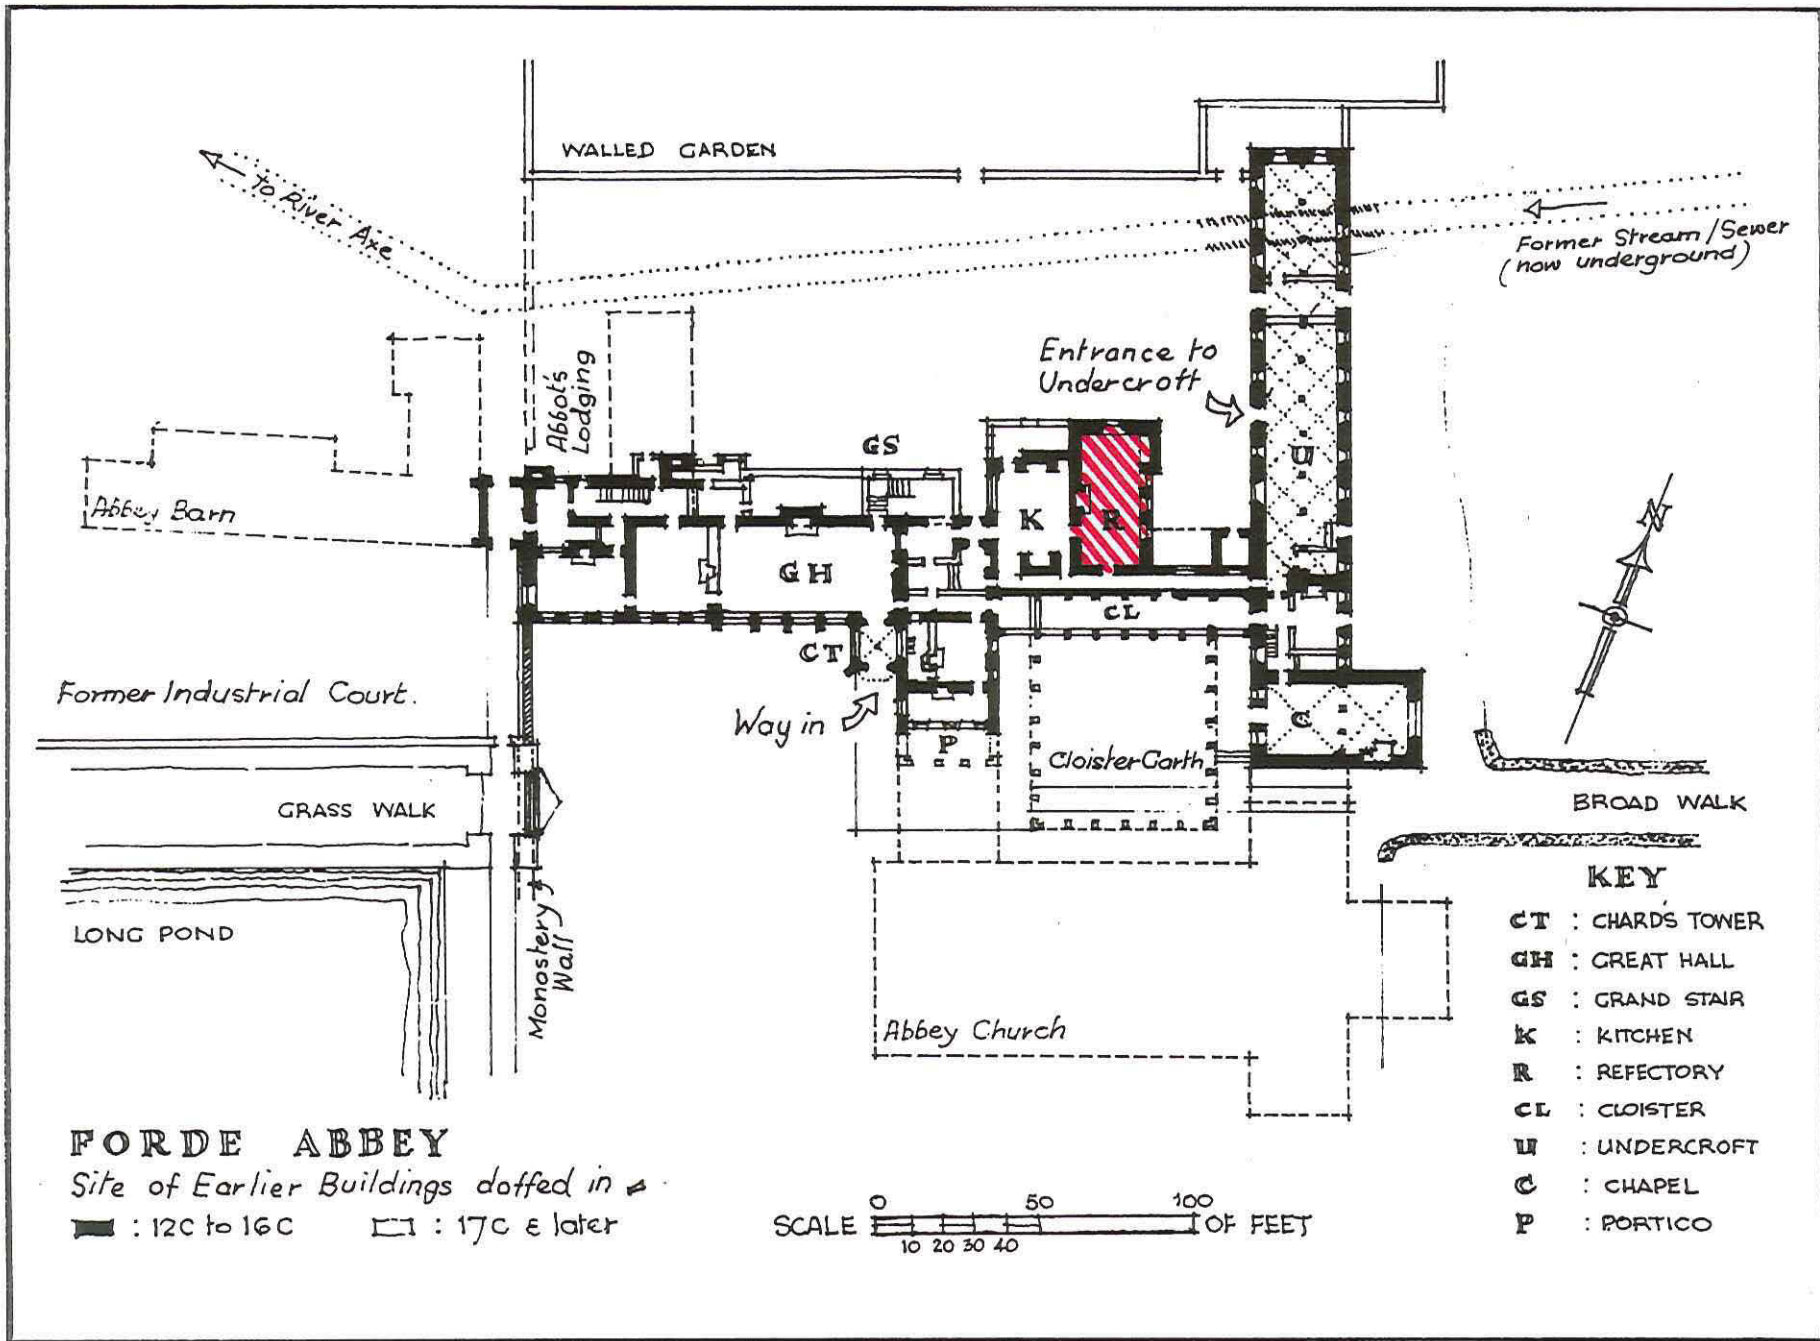 WALLED GARDEN
to River Axe
Former Stream/Sewer
(now underground)
Entrance to
Undercroft
Abbot's
Lodging
GS
U
Abbey Barn
K
R
GH
CL
CT
N
Former Industrial Court.
Way in
P
C
Cloister Garth
GRASS WALK
BROAD WALK
LONG POND
Monostery
Wall
Abbey Church
KEY
CT : CHARD'S TOWER
GH : GREAT HALL
GS : GRAND STAIR
K : KITCHEN
R : REFECTORY
CL : CLOISTER
U : UNDERCROFT
C : CHAPEL
P : PORTICO
FORDE ABBEY
Site of Earlier Buildings doffed in
: 12C to 16C : 17C & later
SCALE 0 50 100 OF FEET
10 20 30 40